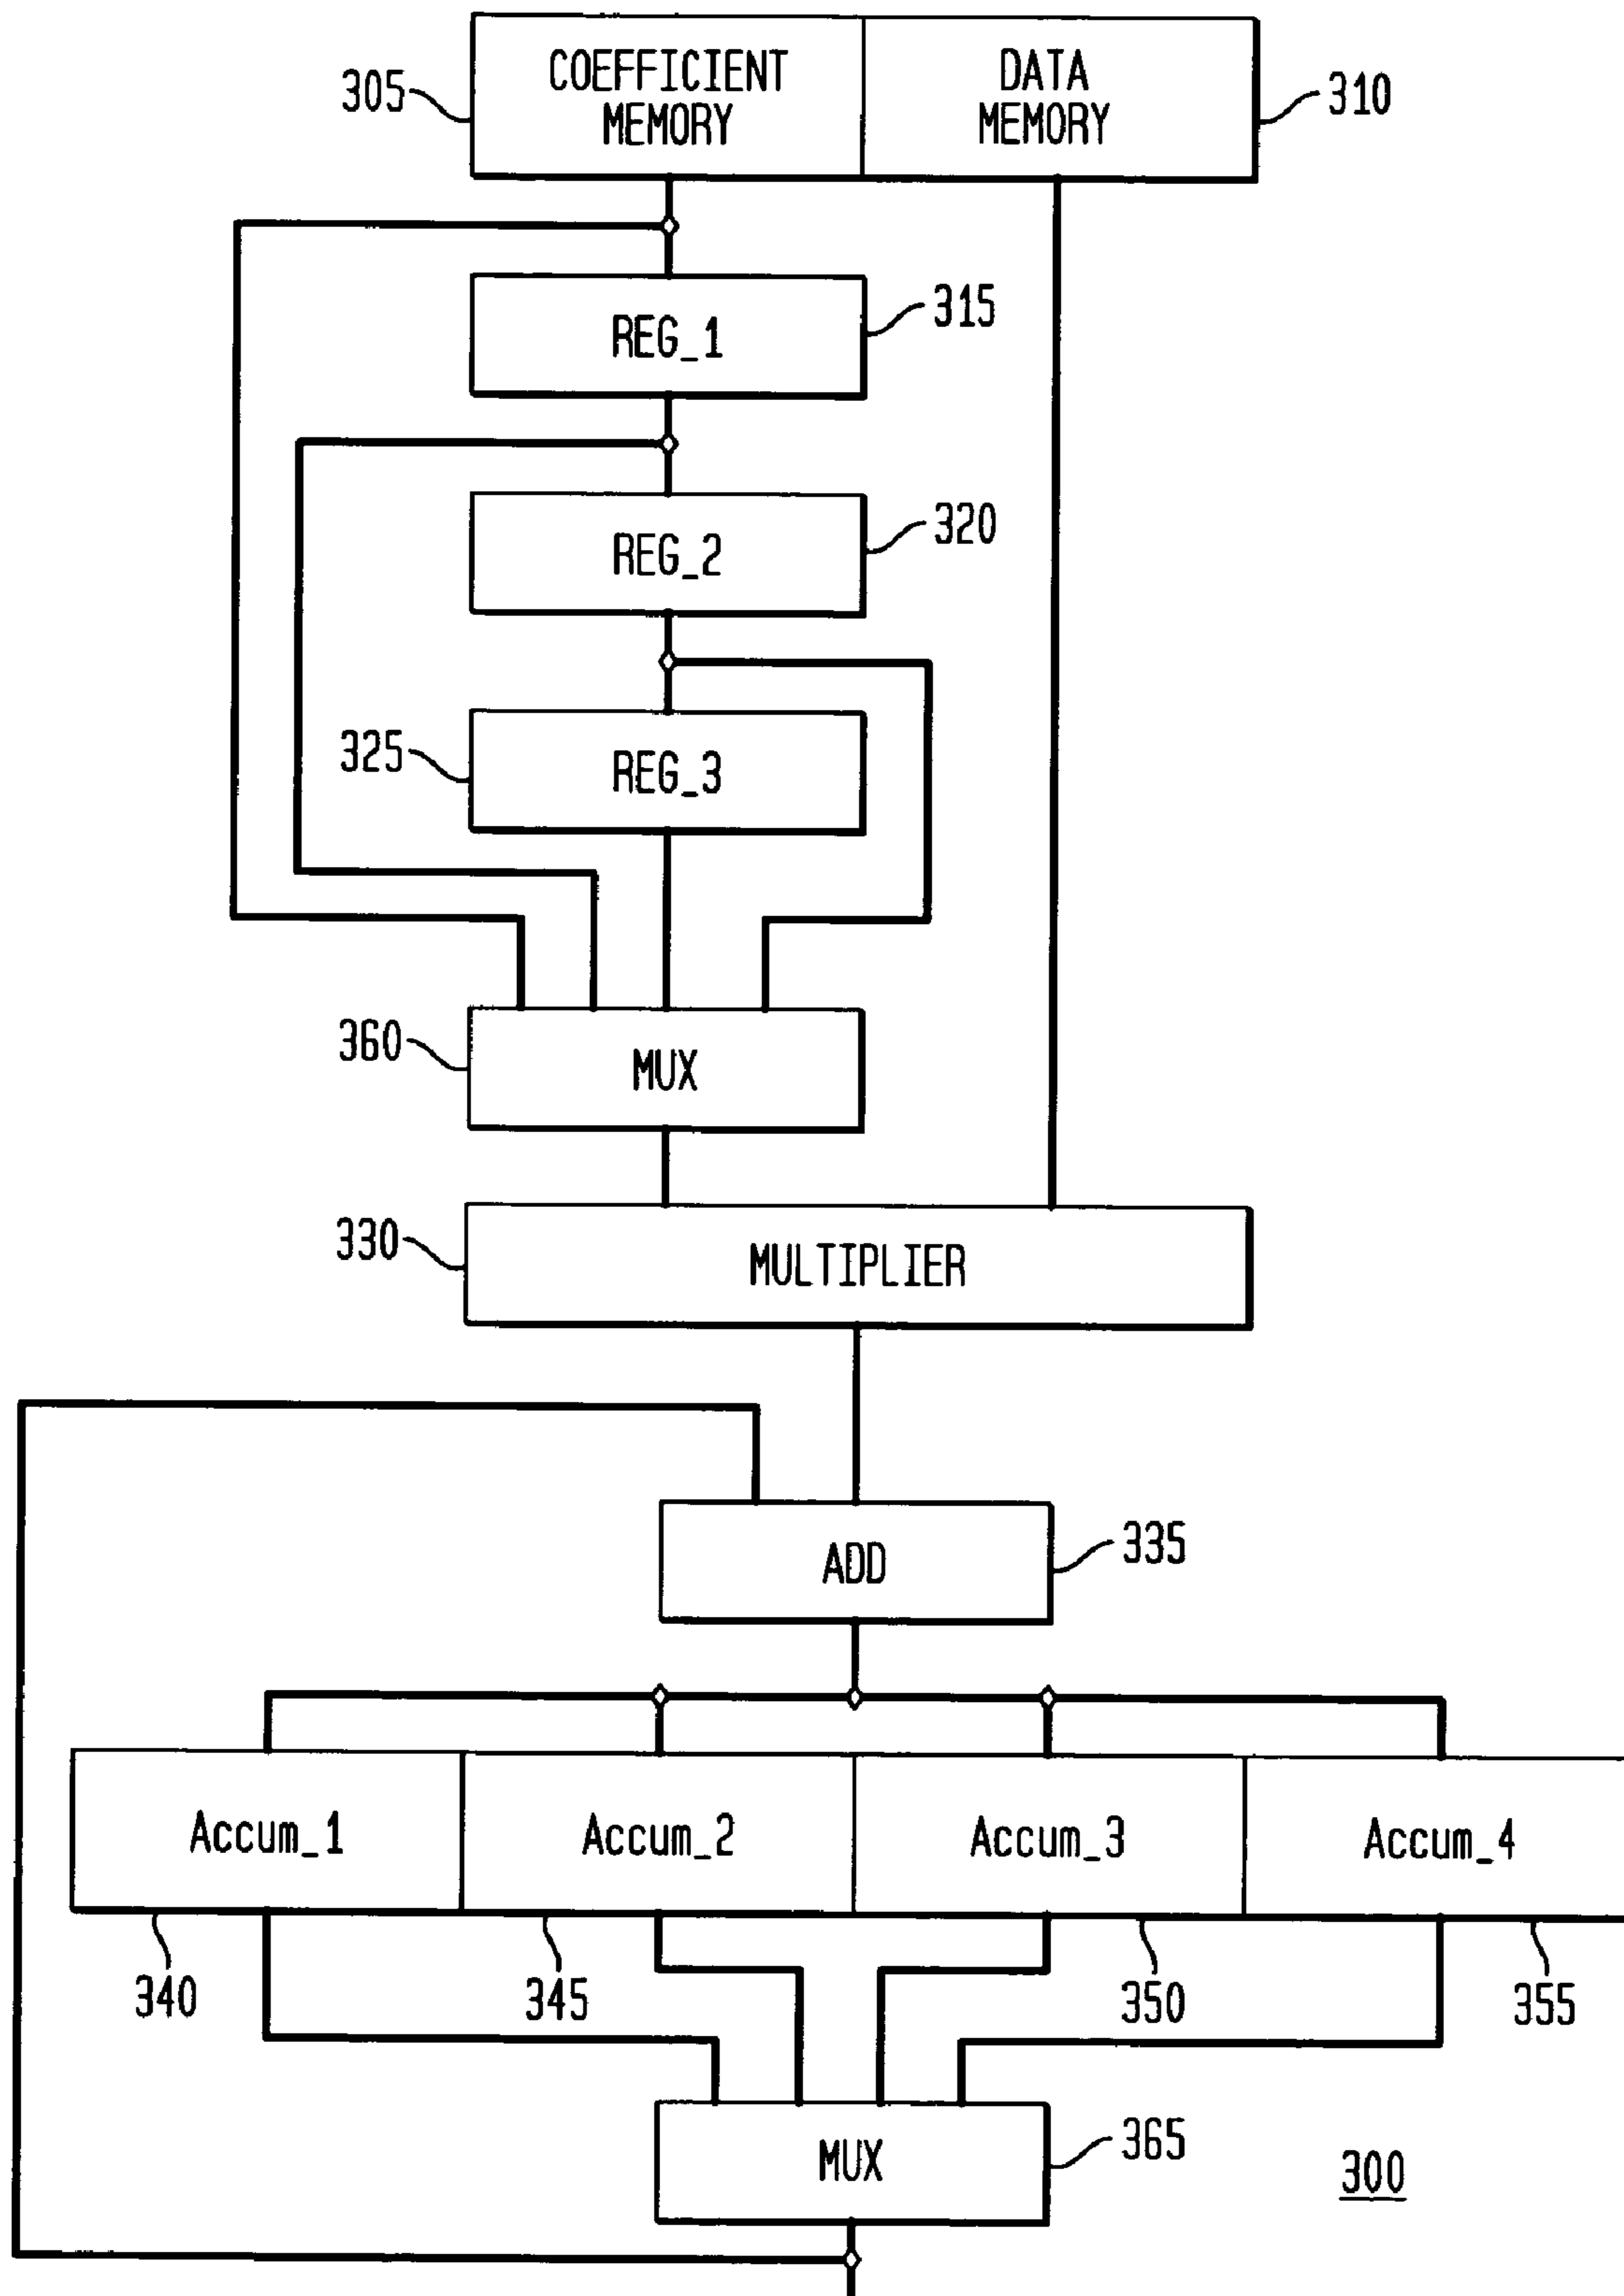 COEFFICIENT
MEMORY
DATA
MEMORY
305
310
REG_1
315
REG_2
320
325
REG_3
360
MUX
330
MULTIPLIER
ADD
335
Accum_1
Accum_2
Accum_3
Accum_4
340
345
350
355
MUX
365
300